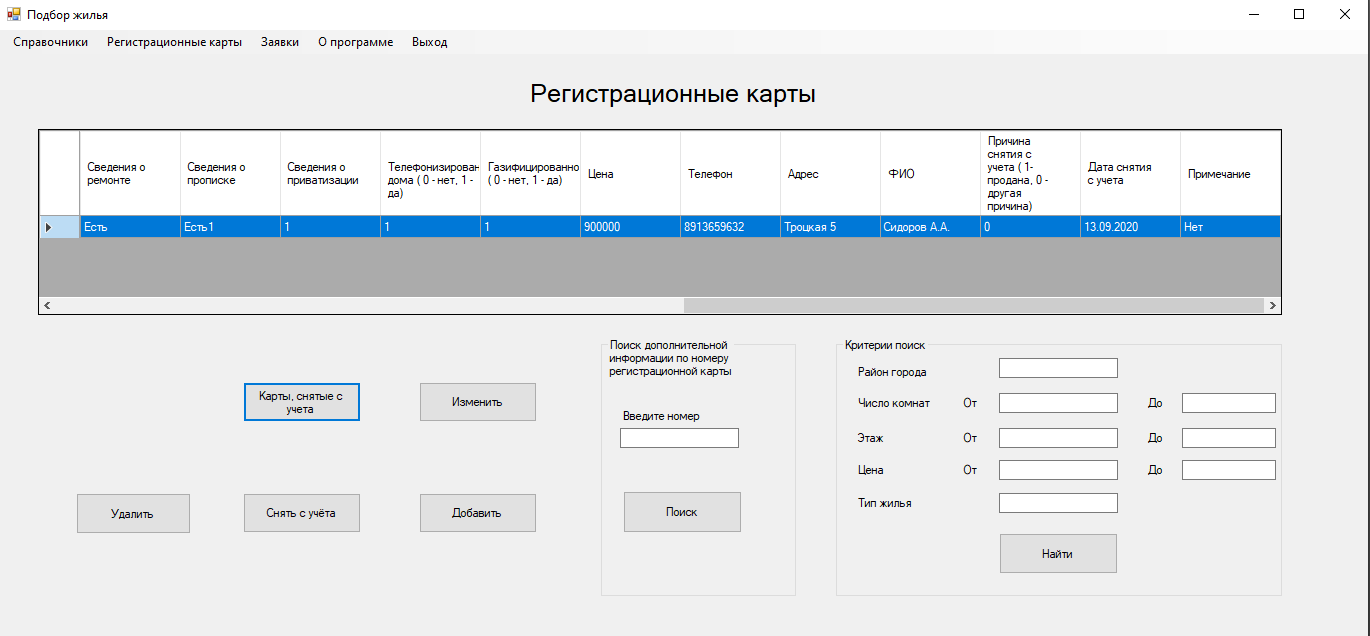 Подбор жилья
Справочники Регистрационные карты Заявки О программе Выход
Регистрационные карты
Сведения о
ремонте
Сведения о
прописке
Сведения о
приватизации
Телефонизирован
дома ( 0 - нет, 1 -
да)
Газифицированно
( 0 - нет, 1 - да)
Цена
Телефон
Адрес
ФИО
Причина
снятия с
учета ( 1-
продана, 0 -
другая
причина)
Дата снятия
с учета
Примечание
Есть Есть1 1 1 1 900000 8913659632 Троцкая 5 Сидоров А.А. 0 13.09.2020 Нет
Карты, снятые с
учета
Изменить
Удалить
Снять с учёта
Добавить
Поиск дополнительной
информации по номеру
регистрационной карты
Введите номер
Поиск
Критерии поиск
Район города
Число комнат От До
Этаж От До
Цена От До
Тип жилья
Найти